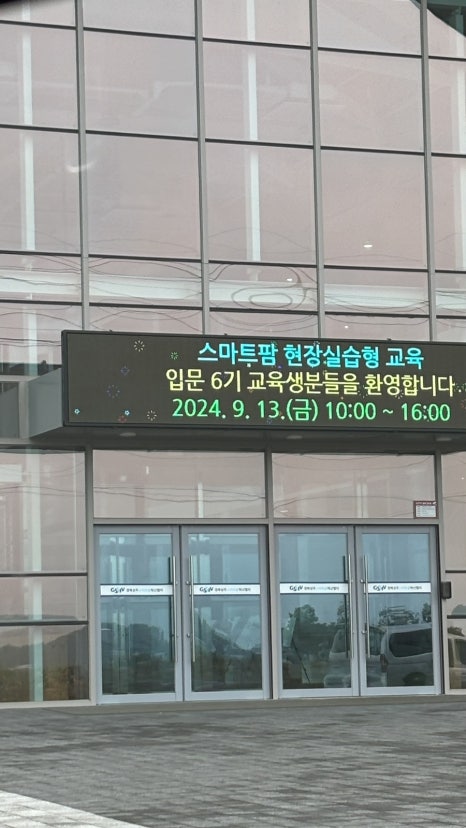 스마트팜 현장실습형 교육
입문 6기 교육생분들을 환영합니다.
2024. 9. 13.(금) 10:00 ~ 16:00